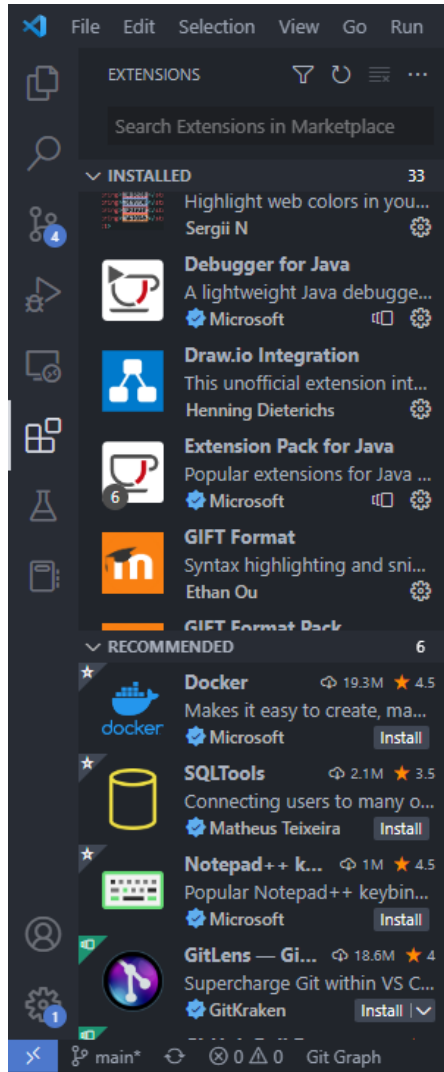 File Edit Selection View Go Run
EXTENSIONS
Search Extensions in Marketplace
INSTALLED 33
Highlight web colors in you...
Sergii N
Debugger for Java
A lightweight Java debugge...
Microsoft
Draw.io Integration
This unofficial extension int...
Henning Dieterichs
Extension Pack for Java
Popular extensions for Java ...
6
Microsoft
GIFT Format
Syntax highlighting and sni...
Ethan Ou
GIFT Format Pack
RECOMMENDED 6
Docker 19.3M 4.5
Makes it easy to create, ma...
docker
Microsoft Install
SQLTools 2.1M 3.5
Connecting users to many o...
Matheus Teixeira Install
Notepad++ k... 1M 4.5
Popular Notepad++ keybin...
Microsoft Install
GitLens — Gi... 18.6M 4
Supercharge Git within VS C...
GitKraken Install
4
1
main* 0 0 Git Graph